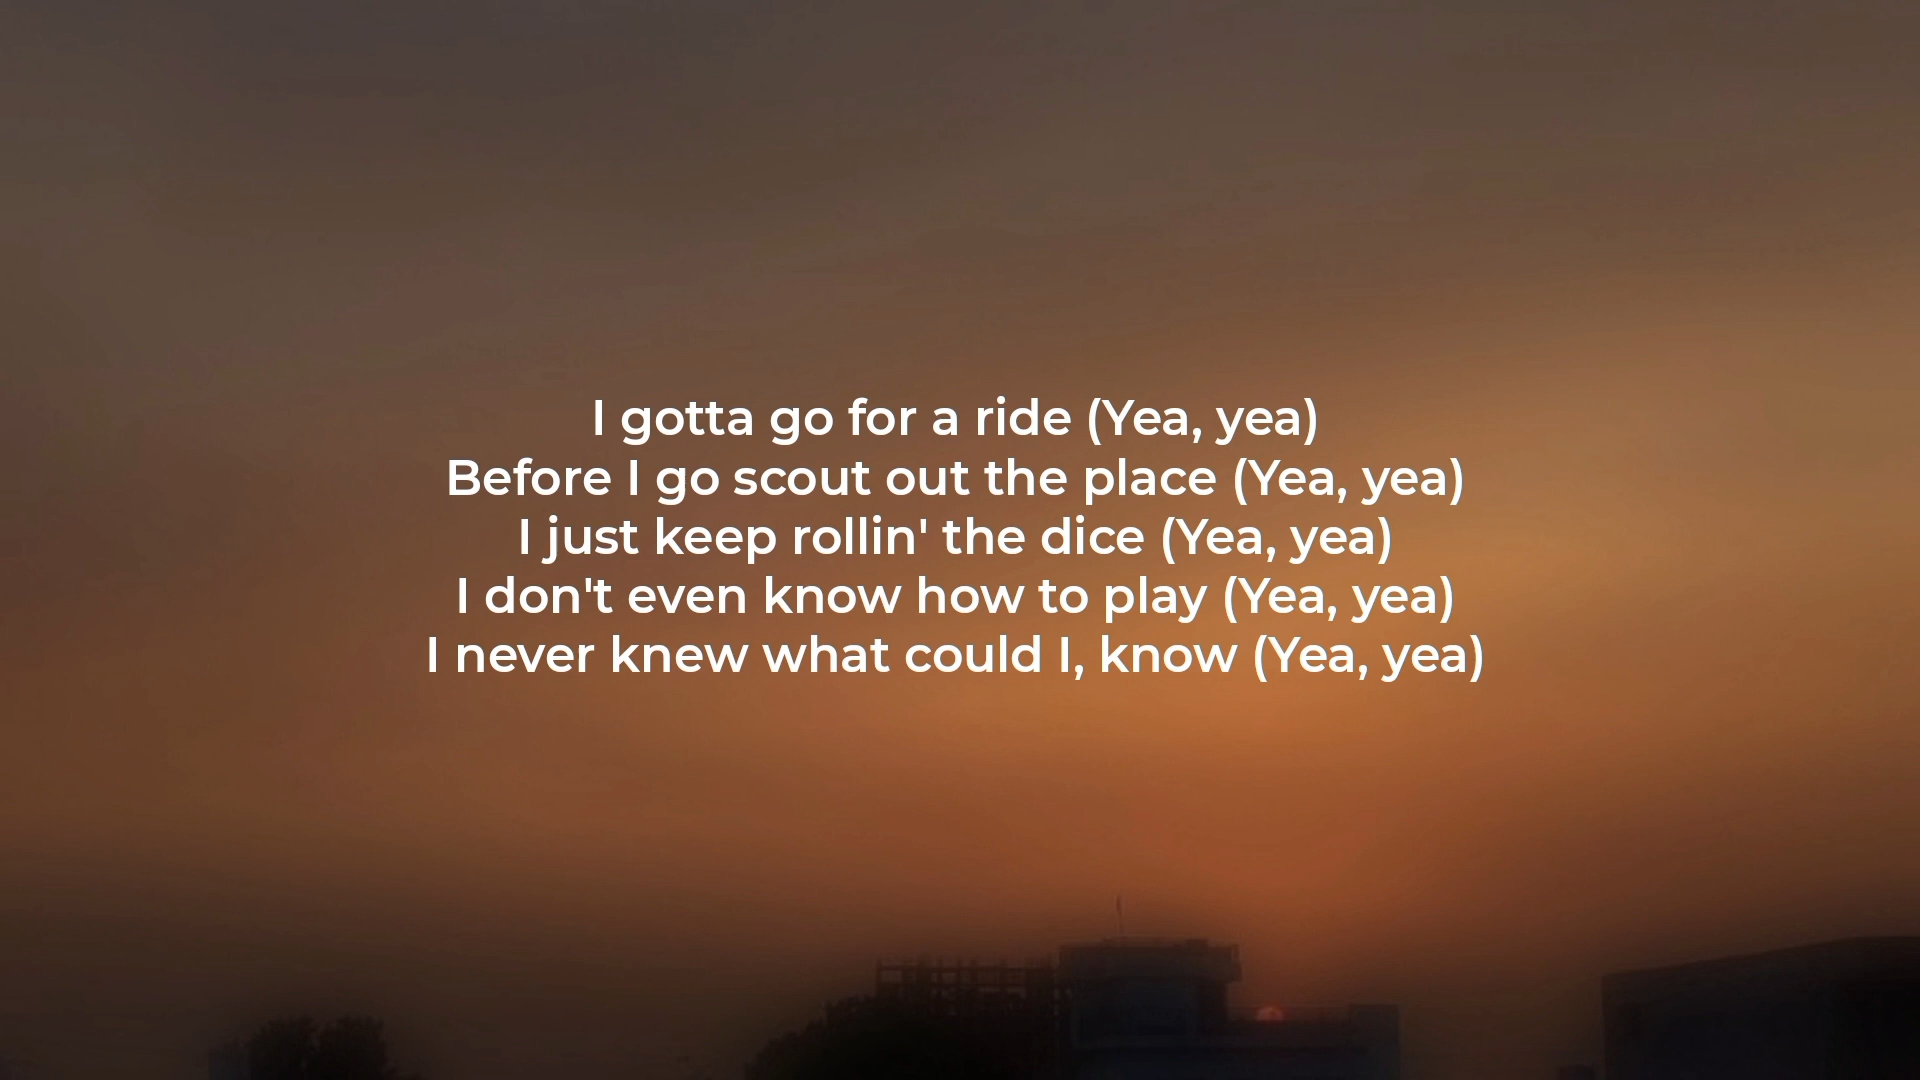 I gotta go for a ride (Yea, yea)
Before I go scout out the place (Yea, yea)
I just keep rollin' the dice (Yea, yea)
I don't even know how to play (Yea, yea)
I never knew what could I, know (Yea, yea)